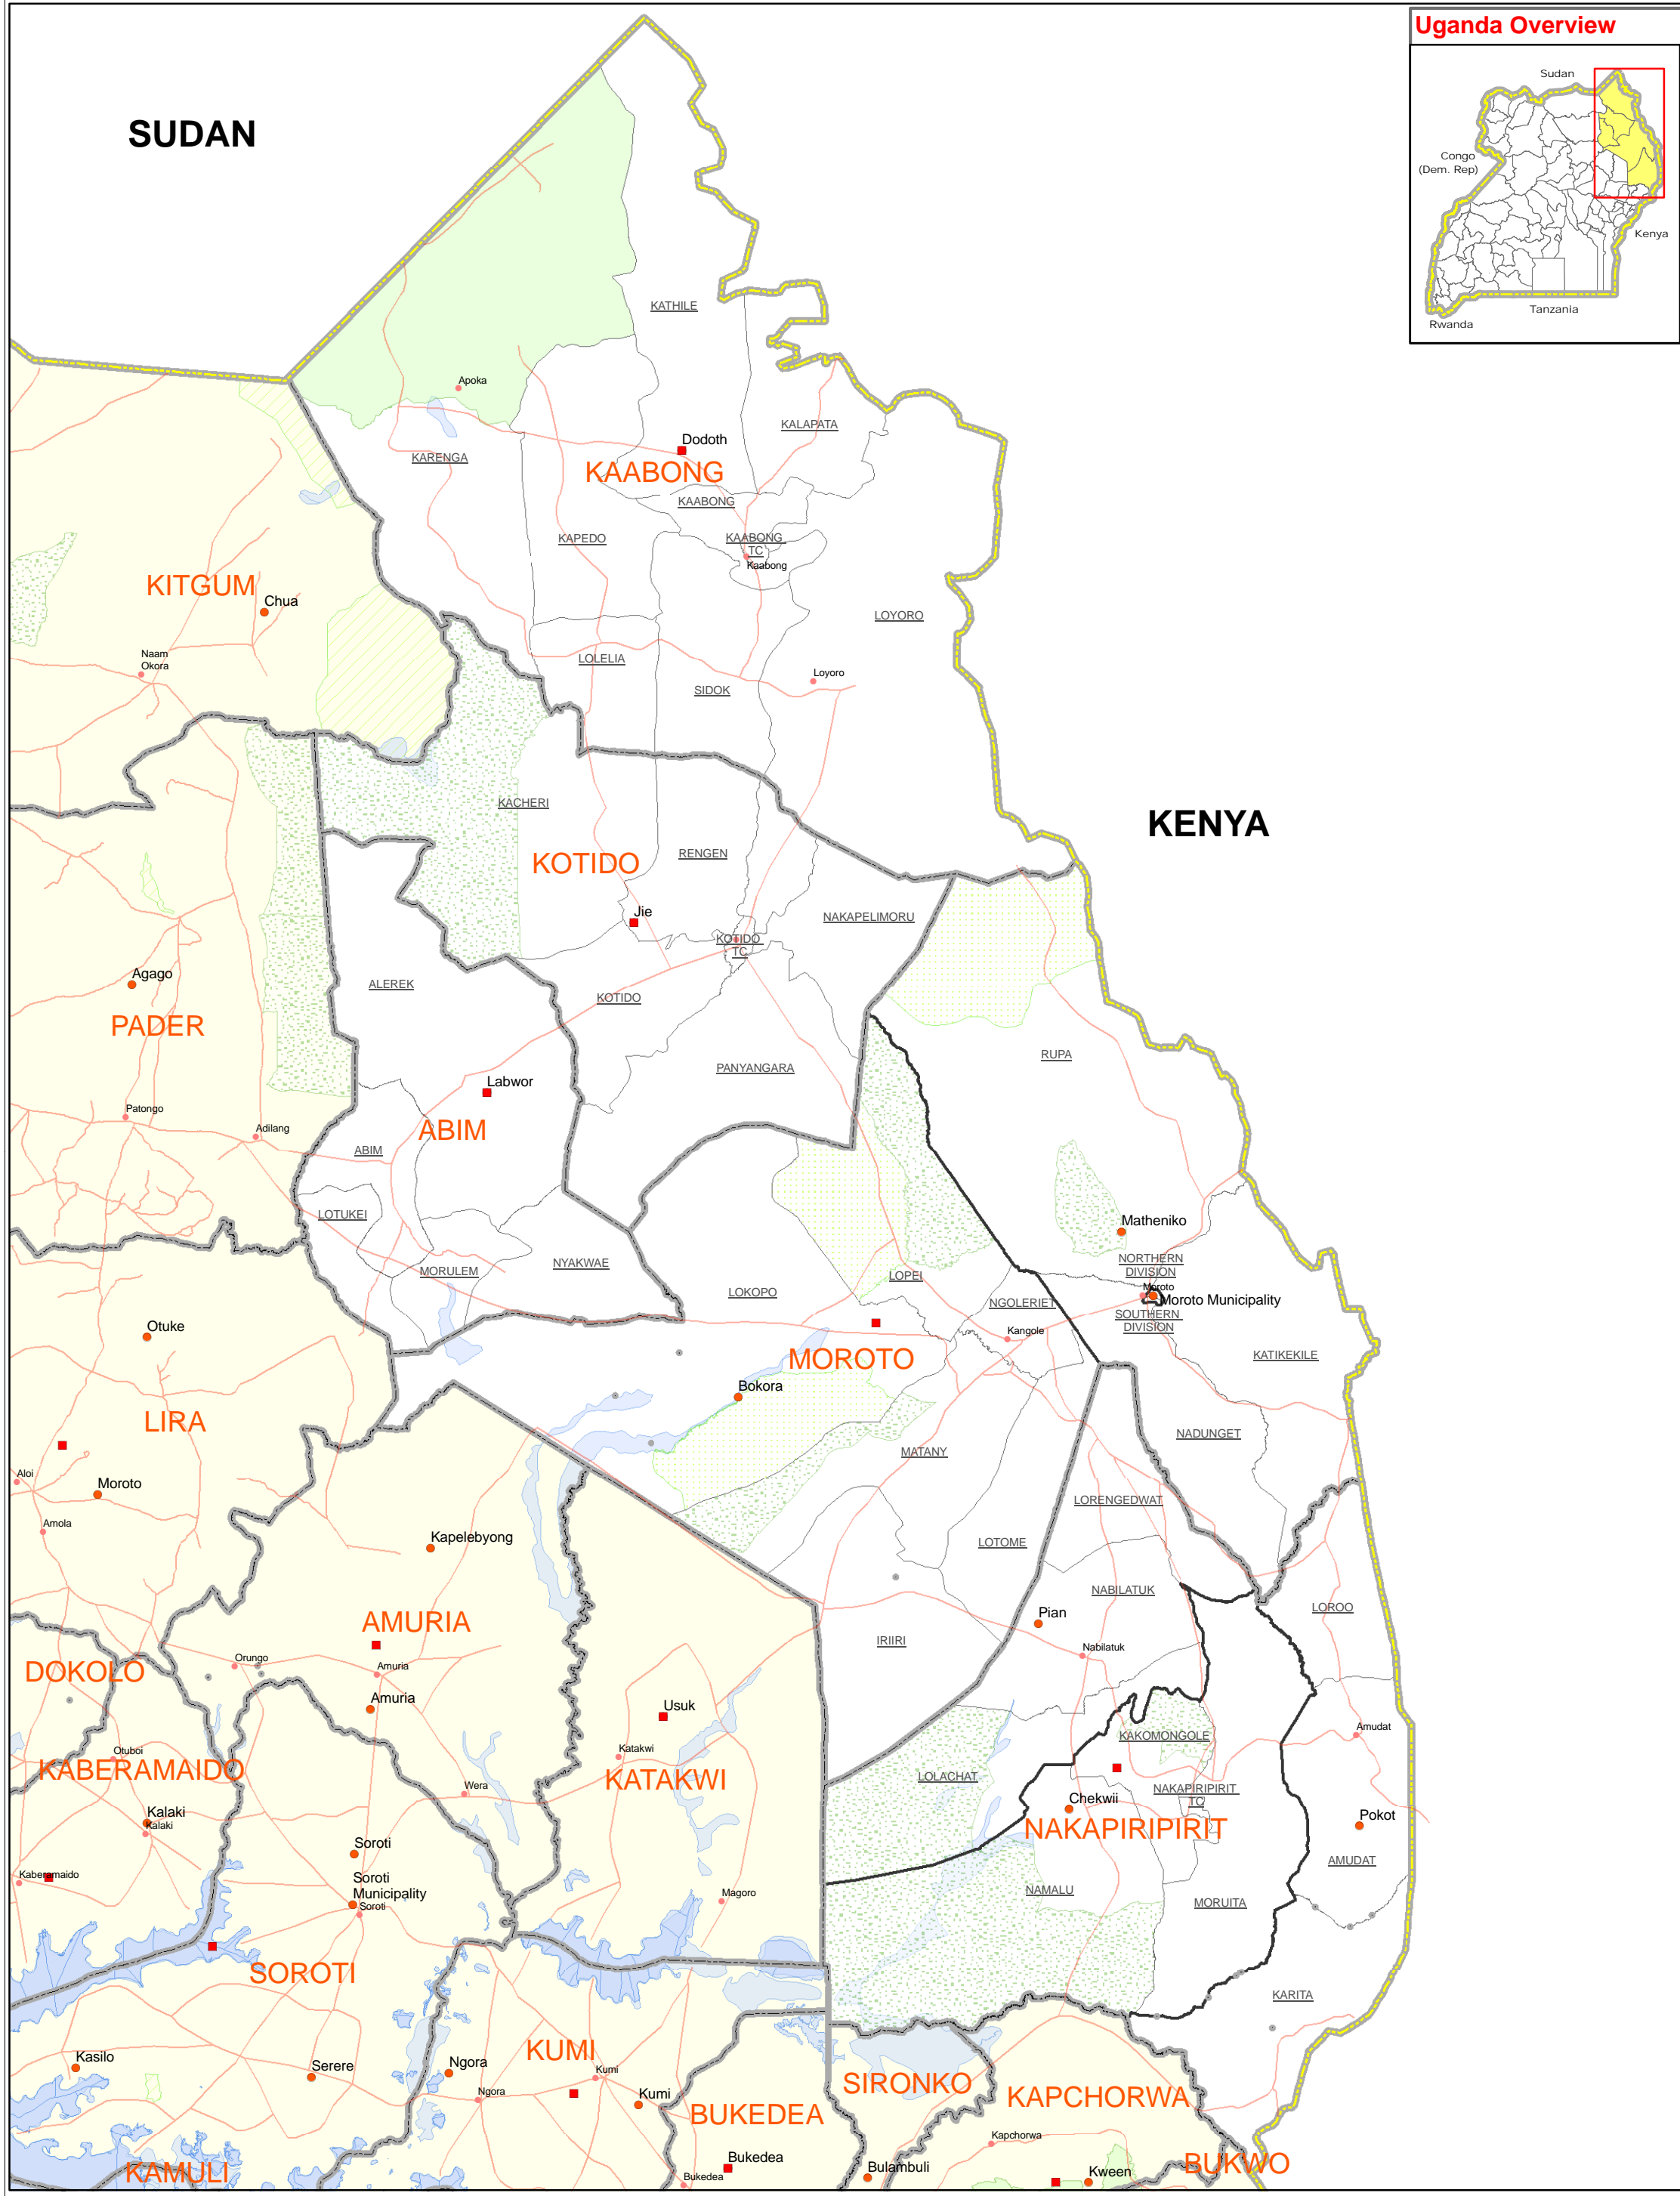 Uganda Overview
Sudan
Congo
(Dem. Rep)
Kenya
Tanzania
Rwanda
SUDAN
KATHILE
Apoka
KALAPATA
Dodoth
KARENGA
KAABONG
KAABONG
KAPEDO
KAABONG
TC
Kaabong
KITGUM
Chua
LOYORO
Naam
Okora
LOLELIA
Loyoro
SIDOK
KACHERI
KENYA
RENGEN
KOTIDO
Jie
NAKAPELIMORU
KOTIDO
TC
Agago
ALEREK
KOTIDO
PADER
RUPA
PANYANGARA
Labwor
Patongo
ABIM
Adilang
ABIM
LOTUKEI
Matheniko
NORTHERN
DIVISION
NYAKWAE
MORULEM
LOPEI
LOKOPO
NGOLERIET
Moroto
Moroto Municipality
SOUTHERN
DIVISION
Otuke
Kangole
MOROTO
KATIKEKILE
Bokora
LIRA
NADUNGET
MATANY
Aloi
Moroto
LORENGEDWAT
Amola
Kapelebyong
LOTOME
NABILATUK
LOROO
AMURIA
Pian
IRIIRI
Nabilatuk
DOKOLO
Orungo
Amuria
Amuria
Usuk
Amudat
KAKOMONGOLE
Otuboi
Katakwi
KABERAMAIDO
KATAKWI
LOLACHAT
Wera
NAKAPIRIPIRIT
TC
Chekwii
Kalaki
Kalaki
NAKAPIRIPIRIT
Pokot
Soroti
AMUDAT
Kaberamaido
Soroti
Municipality
Soroti
Magoro
NAMALU
MORUITA
SOROTI
KARITA
KUMI
Kasilo
Serere
Ngora
Kumi
SIRONKO
KAPCHORWA
Ngora
Kumi
BUKEDEA
Kapchorwa
Bukedea
BUKWO
KAMULI
Bukedea
Bulambuli
Kween